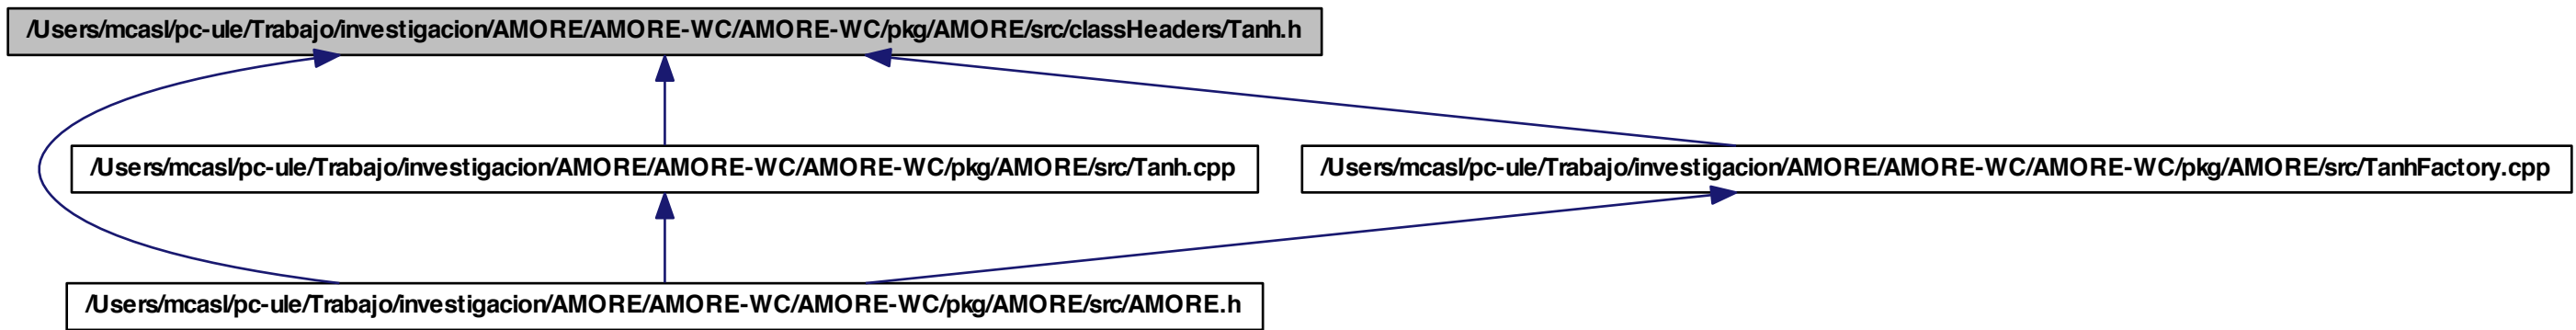 /Users/mcasl/pc-ule/Trabajo/investigacion/AMORE/AMORE-WC/AMORE-WC/pkg/AMORE/src/classHeaders/Tanh.h
/Users/mcasl/pc-ule/Trabajo/investigacion/AMORE/AMORE-WC/AMORE-WC/pkg/AMORE/src/Tanh.cpp
/Users/mcasl/pc-ule/Trabajo/investigacion/AMORE/AMORE-WC/AMORE-WC/pkg/AMORE/src/TanhFactory.cpp
/Users/mcasl/pc-ule/Trabajo/investigacion/AMORE/AMORE-WC/AMORE-WC/pkg/AMORE/src/AMORE.h